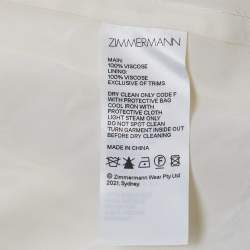 ZIMMERMANN
MAIN:
100% VISCOSE
LINING:
100% VISCOSE
EXCLUSIVE OF TRIMS
DRY CLEAN ONLY CODE F
WITH PROTECTIVE BAG
COOL IRON WITH
PROTECTIVE CLOTH
LIGHT STEAM ONLY
DO NOT SPOT CLEAN
TURN GARMENT INSIDE OUT
BEFORE DRY CLEANING
MADE IN CHINA
© Zimmermann Wear Pty Ltd
2021, Sydney.